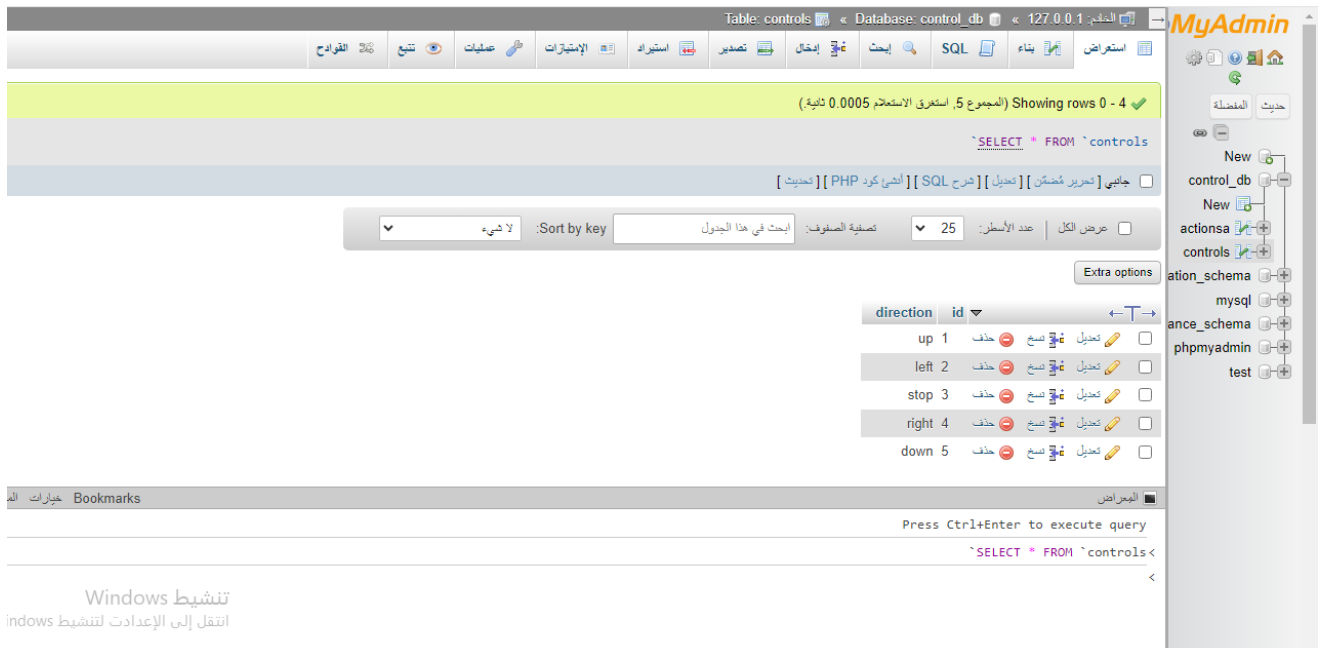 MyAdmin
حديث المفضلة
New
control_db
New
actionsa
controls
ation_schema
mysql
ance_schema
phpmyadmin
test
الخادم: 127.0.0.1 » Database: control_db » Table: controls
استعراض بناء SQL إبحث إدخال تصدير استيراد الإمتيازات عمليات تتبع القوادح
Showing rows 0 - 4 (المجموع 5, استغرق الاستعلام 0.0005 ثانية.)
`SELECT * FROM `controls
جانبي [ تحرير مُضمّن ] [ تعديل ] [ شرح SQL ] [ أنشئ كود PHP ] [ تحديث ]
عرض الكل | عدد الأسطر: 25 تصفية الصفوف: ابحث في هذا الجدول Sort by key: لا شيء
Extra options
id direction
تعديل نسخ حذف 1 up
تعديل نسخ حذف 2 left
تعديل نسخ حذف 3 stop
تعديل نسخ حذف 4 right
تعديل نسخ حذف 5 down
المعراض خيارات Bookmarks
Press Ctrl+Enter to execute query
`SELECT * FROM `controls<
<
تنشيط Windows
انتقل إلى الإعدادت لتنشيط indows